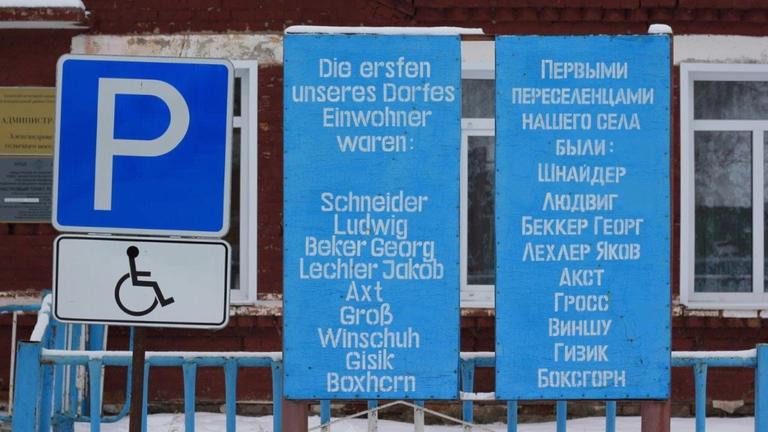 P
АДМИНИСТРА
Die ersten
unseres Dorfes
Einwohner
waren:
Schneider
Ludwig
Beker Georg
Lechler Jakob
Axt
Groß
Winschuh
Gisik
Boxhorn
Первыми
переселенцами
нашего села
были:
Шнайдер
Людвиг
Беккер Георг
Лехлер Яков
Акст
Гросс
Виншу
Гизик
Боксгорн